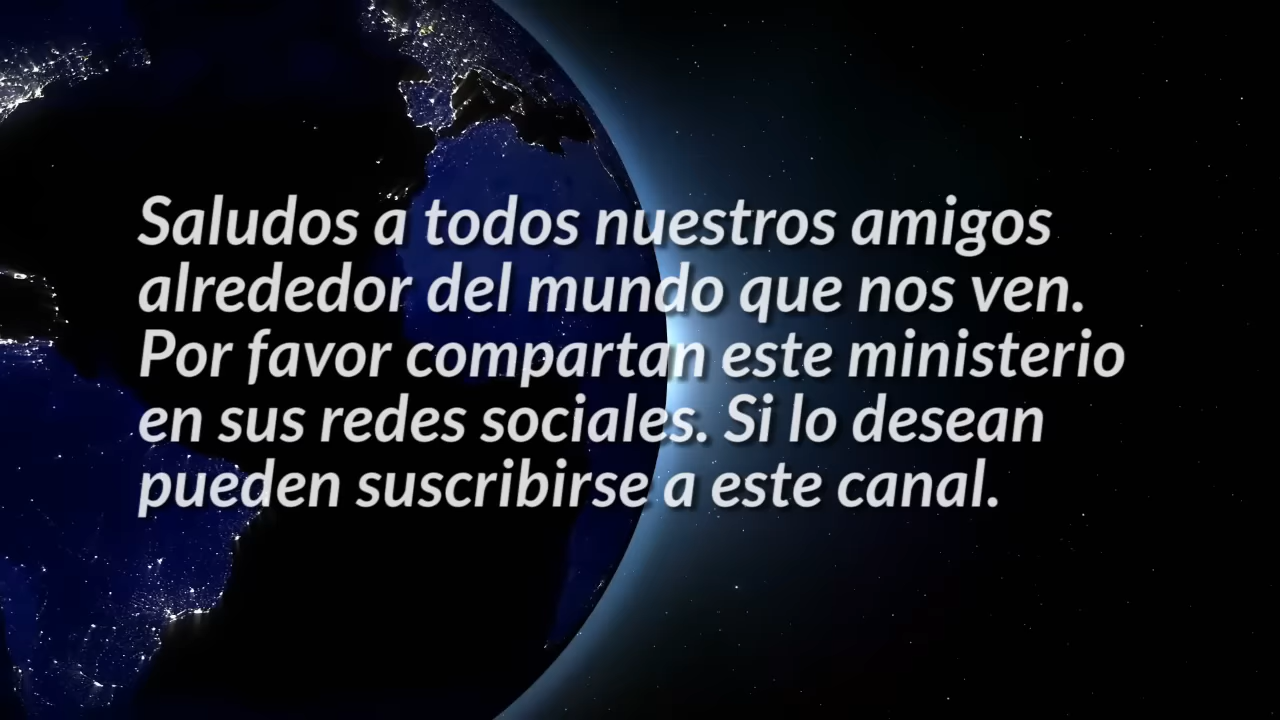 Saludos a todos nuestros amigos
alrededor del mundo que nos ven.
Por favor compartan este ministerio
en sus redes sociales. Si lo desean
pueden suscribirse a este canal.